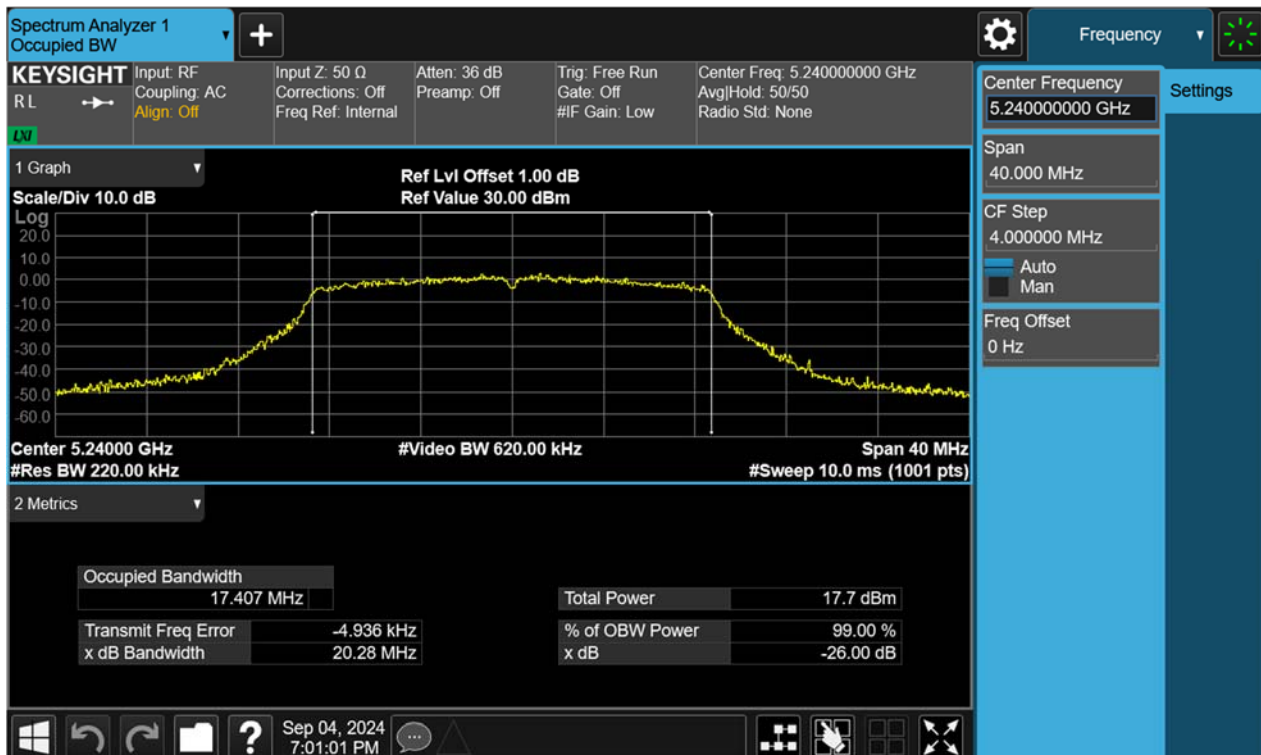 Spectrum Analyzer 1
Occupied BW
Frequency
KEYSIGHT
R L
LXI
Input: RF
Coupling: AC
Align: Off
Input Z: 50 Ω
Corrections: Off
Freq Ref: Internal
Atten: 36 dB
Preamp: Off
Trig: Free Run
Gate: Off
#IF Gain: Low
Center Freq: 5.240000000 GHz
Avg|Hold: 50/50
Radio Std: None
Center Frequency
5.240000000 GHz
Settings
Span
40.000 MHz
CF Step
4.000000 MHz
Auto
Man
Freq Offset
0 Hz
1 Graph
Scale/Div 10.0 dB
Ref Lvl Offset 1.00 dB
Ref Value 30.00 dBm
Log
20.0
10.0
0.00
-10.0
-20.0
-30.0
-40.0
-50.0
-60.0
Center 5.24000 GHz
#Video BW 620.00 kHz
Span 40 MHz
#Res BW 220.00 kHz
#Sweep 10.0 ms (1001 pts)
2 Metrics
Occupied Bandwidth
17.407 MHz
Total Power 17.7 dBm
Transmit Freq Error -4.936 kHz
% of OBW Power 99.00 %
x dB Bandwidth 20.28 MHz
x dB -26.00 dB
?
Sep 04, 2024
7:01:01 PM